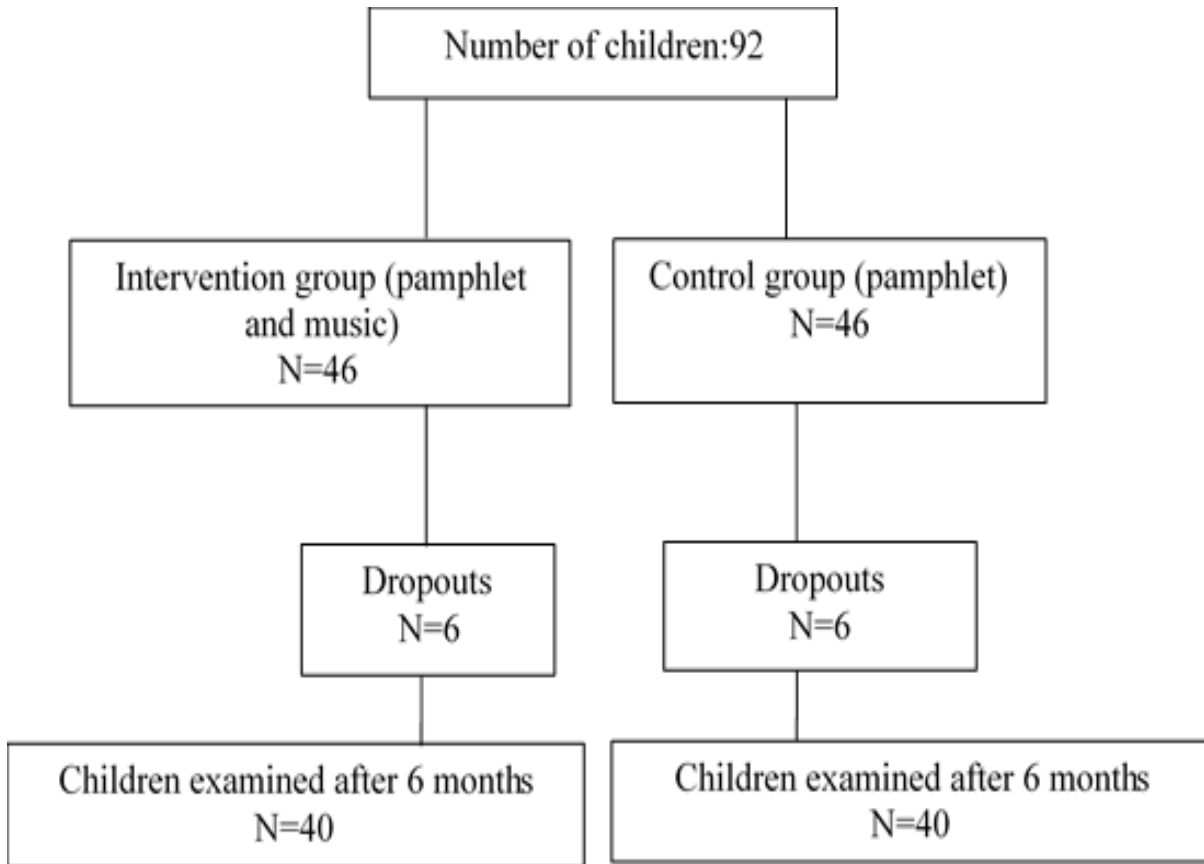 Number of children:92
Intervention group (pamphlet
and music)
N=46
Control group (pamphlet)
N=46
Dropouts
N=6
Dropouts
N=6
Children examined after 6 months
N=40
Children examined after 6 months
N=40